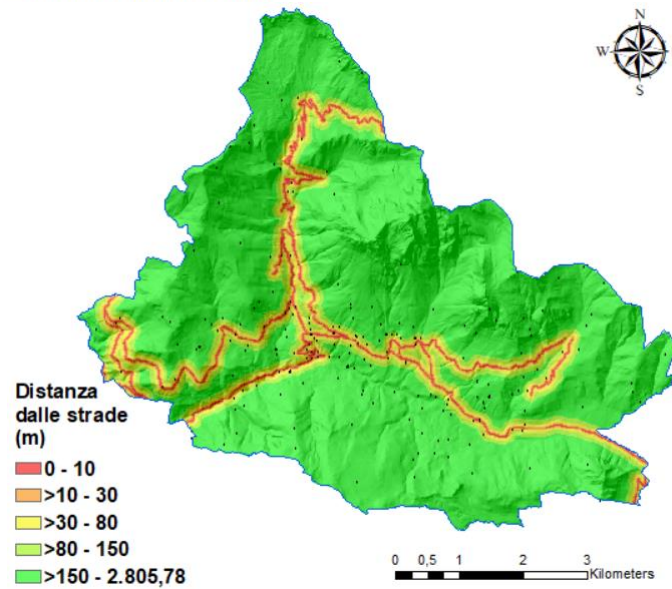 N
W
E
S
Distanza
dalle strade
(m)
0 - 10
>10 - 30
>30 - 80
>80 - 150
>150 - 2.805,78
0 0,5 1 2 3
Kilometers